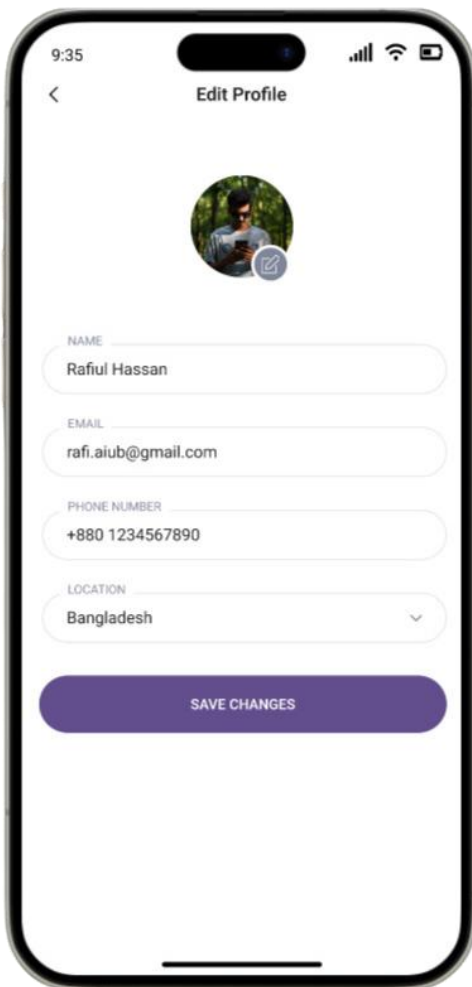 9:35
Edit Profile
NAME
Rafiul Hassan
EMAIL
rafi.aiub@gmail.com
PHONE NUMBER
+880 1234567890
LOCATION
Bangladesh
SAVE CHANGES